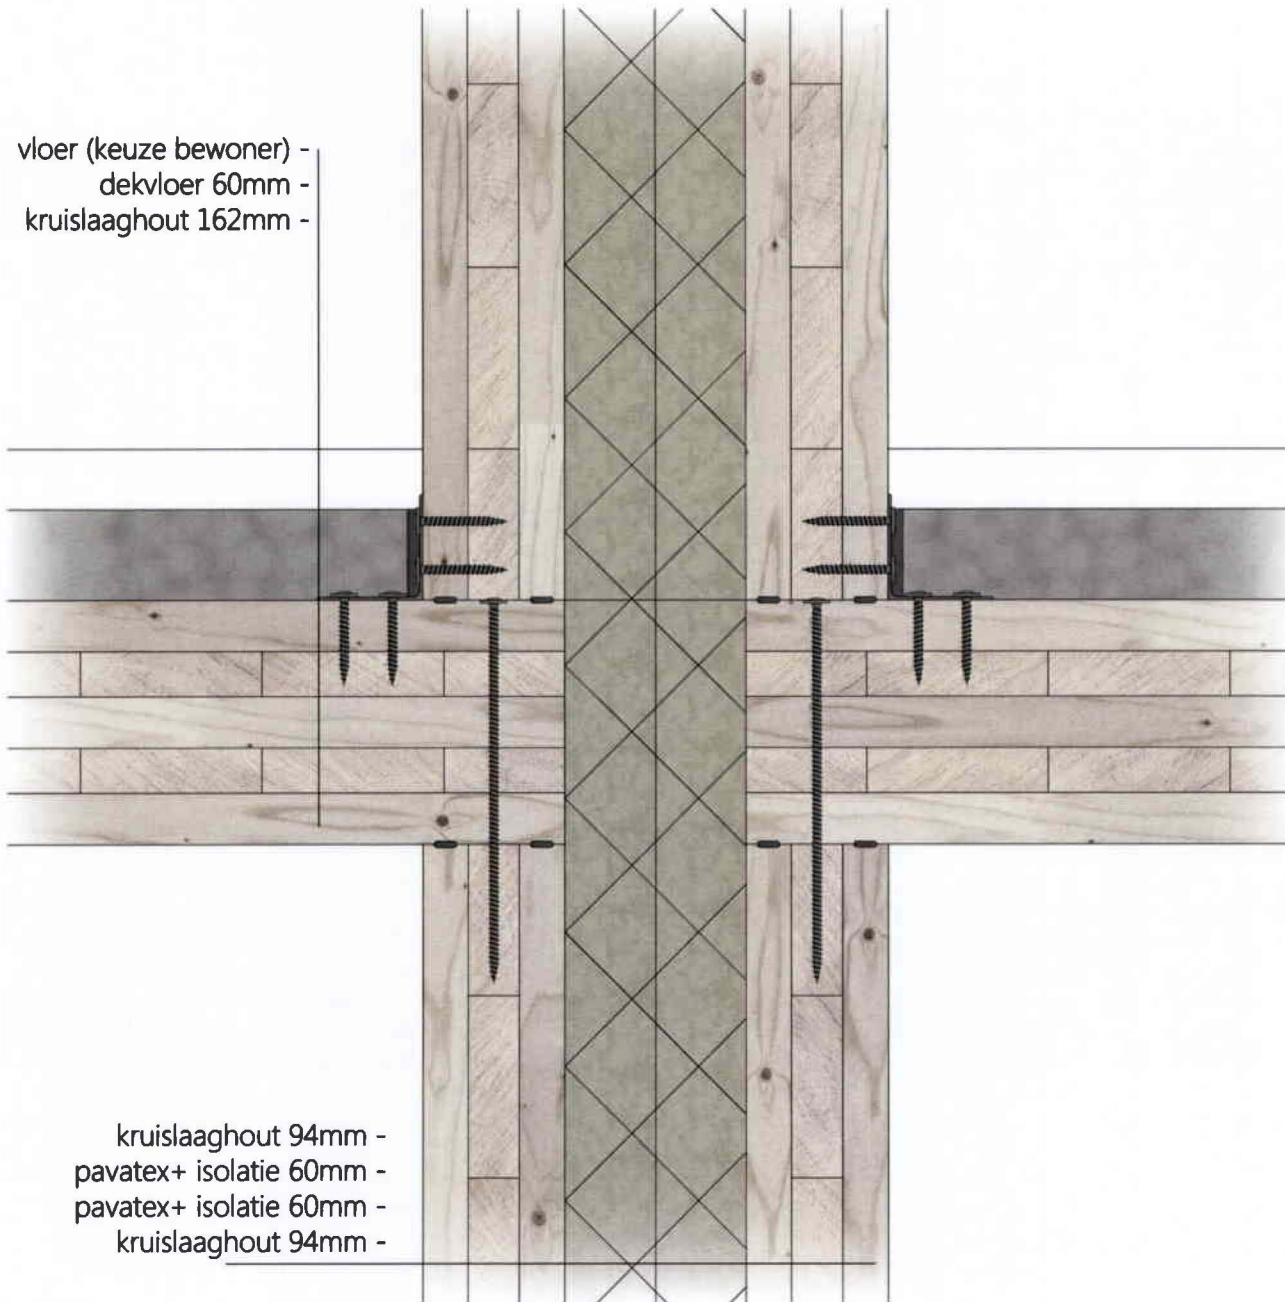 vloer (keuze bewoner) -
dekvloer 60mm -
kruislaaghout 162mm -
kruislaaghout 94mm -
pavatex+ isolatie 60mm -
pavatex+ isolatie 60mm -
kruislaaghout 94mm -